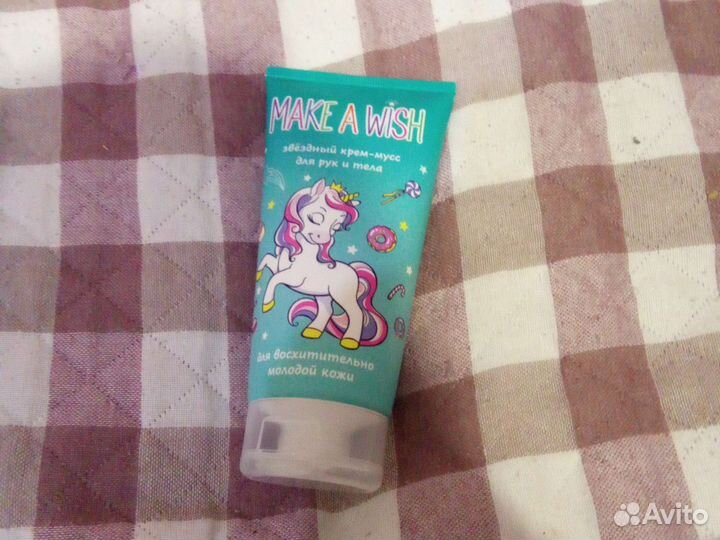 MAKE A WISH
звёздный крем-мусс
для рук и тела
для восхитительно
молодой кожи
Avito